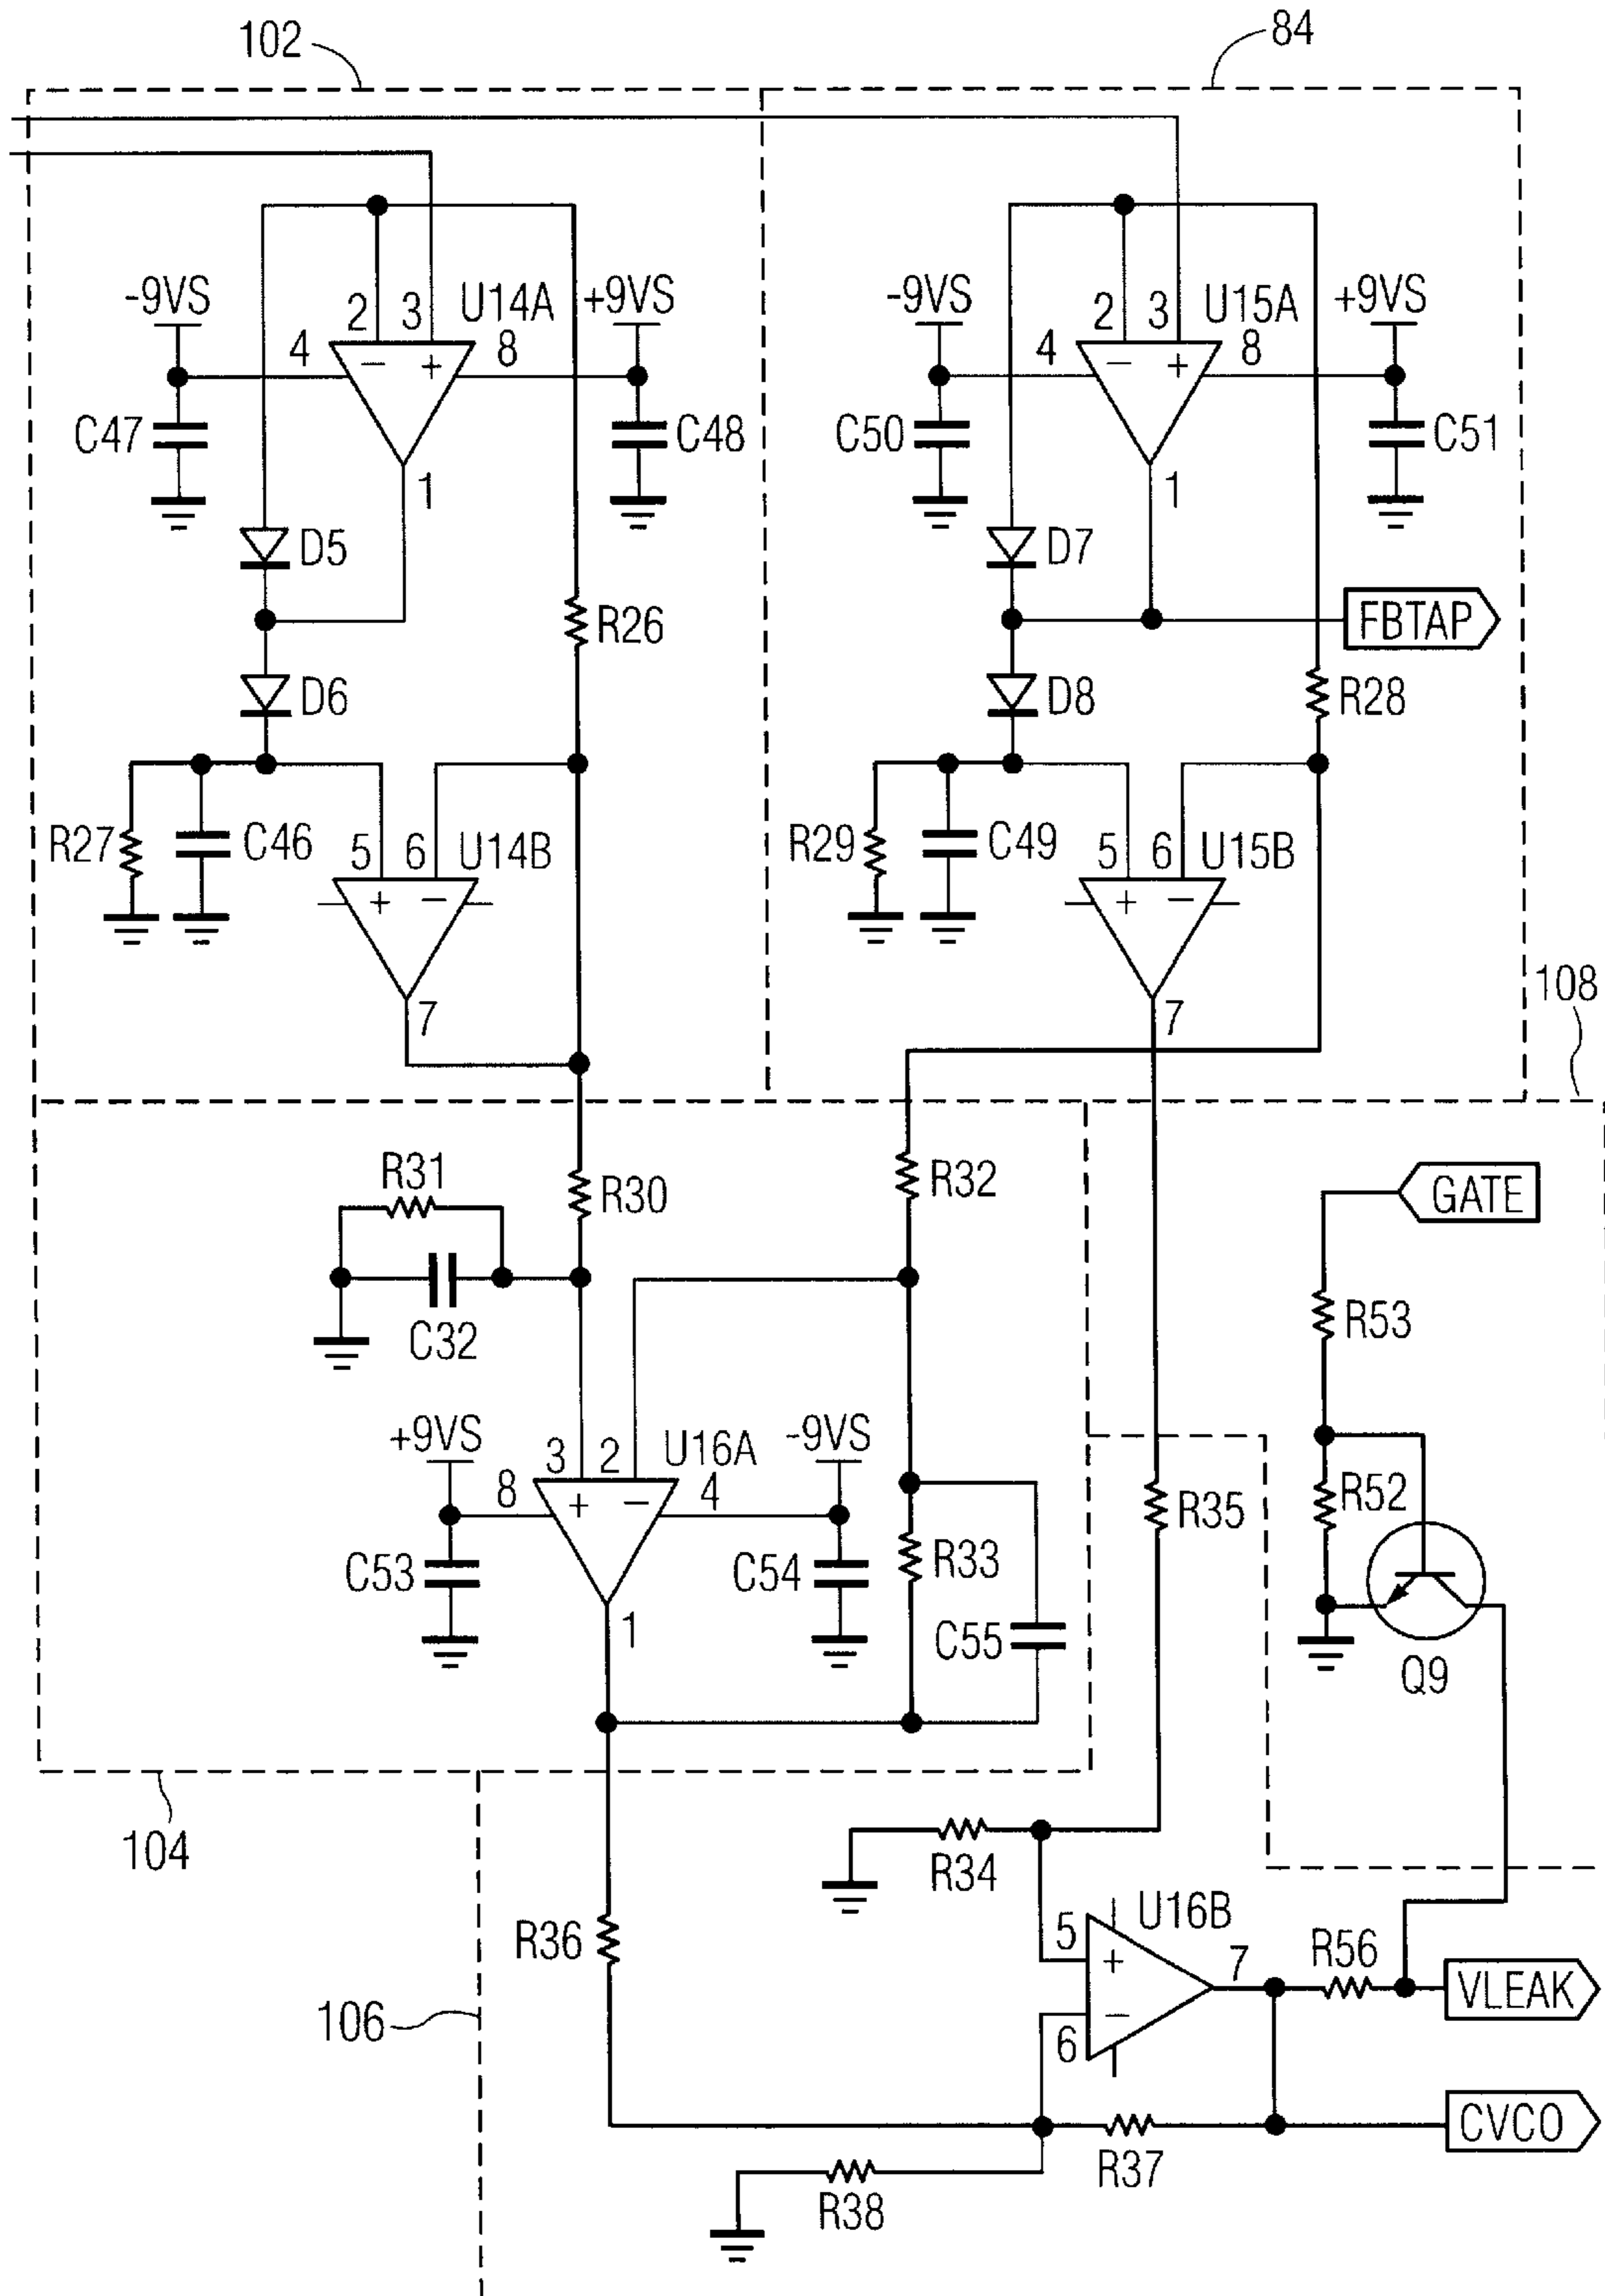 102
84
-9VS
2
3
U14A
+9VS
4
8
C47
C48
1
D5
R26
D6
R27
C46
5
6
U14B
+
-
7
-9VS
2
3
U15A
+9VS
4
8
C50
C51
1
D7
FBTAP
D8
R28
R29
C49
5
6
U15B
+
-
7
108
R31
R30
R32
C32
GATE
R53
+9VS
3
2
U16A
-9VS
8
4
+
-
C53
C54
R33
R35
R52
1
C55
Q9
104
R34
R36
5
U16B
+
7
R56
VLEAK
-
6
106
R37
CVCO
R38